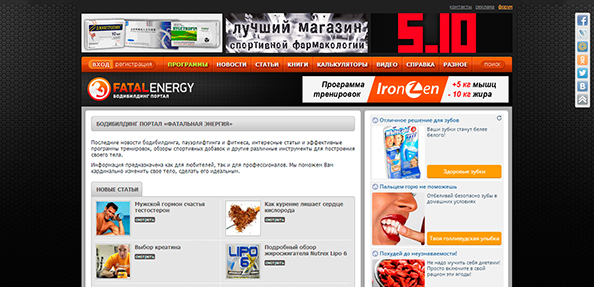 контакты реклама форум
лучший магазин
спортивной фармакологии
5.10
ВХОД регистрация ПРОГРАММЫ НОВОСТИ СТАТЬИ КНИГИ КАЛЬКУЛЯТОРЫ ВИДЕО СПРАВКА РАЗНОЕ поиск
FATALENERGY
БОДИБИЛДИНГ ПОРТАЛ
Программа
тренировок
IronZen
+5 кг мышц
- 10 кг жира
БОДИБИЛДИНГ ПОРТАЛ «ФАТАЛЬНАЯ ЭНЕРГИЯ»
Последние новости бодибилдинга, пауэрлифтинга и фитнеса, интересные статьи и эффективные
программы тренировок, обзоры спортивных добавок и другие различные инструменты для построения
своего тела.
Информация предназначена как для любителей, так и для профессионалов. Мы поможем Вам
кардинально изменить свое тело, сделать его идеальным.
НОВЫЕ СТАТЬИ
Мужской гормон счастья
тестостерон
смотреть
Как курение лишает сердце
кислорода
смотреть
Выбор креатина
смотреть
LIPO
6
Подробный обзор
жиросжигателя Nutrex Lipo 6
смотреть
Отличное решение для зубов
Ваши зубки станут более
белого!
Здоровые зубки
Пальцем горю не поможешь
Отбеливай безопасно зубы в
домашних условиях
Твоя голливудская улыбка
Похудей до неузнаваемости!
Не надо мучить себя диетами!
Просто включите в свой
рацион эти ягоды!